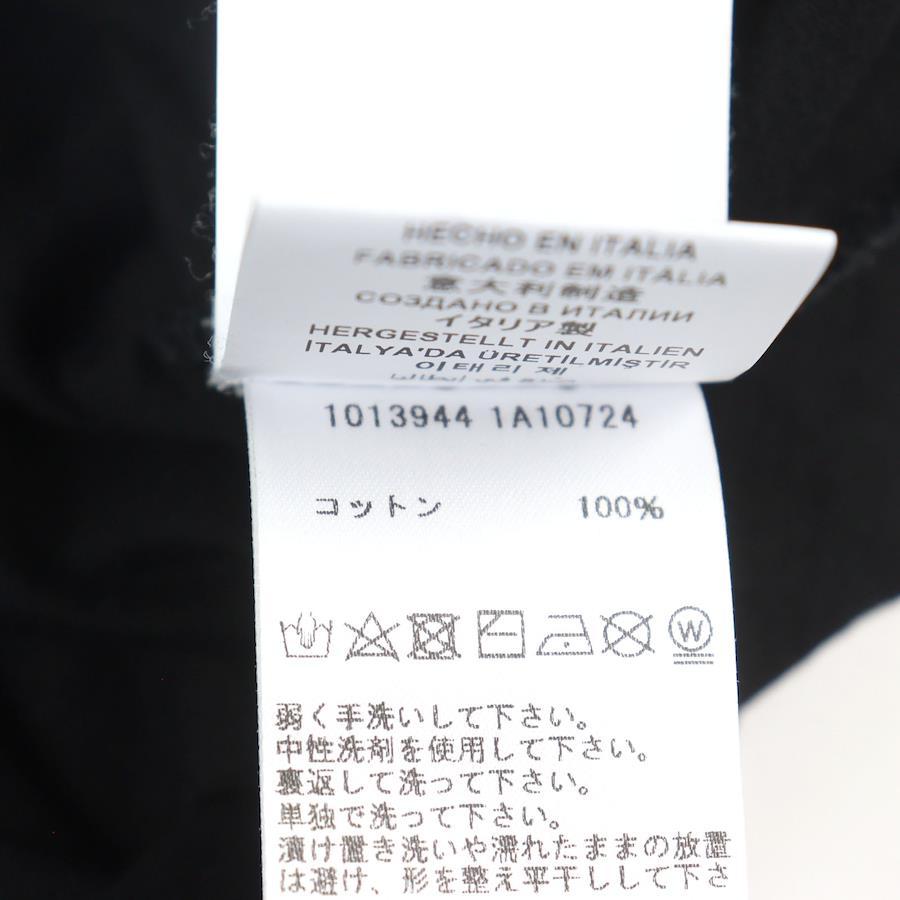 HECHO EN ITALIA
FABRICADO EM ITALIA
意大利制造
СОЗДАНО В ИТАЛИИ
イタリア製
HERGESTELLT IN ITALIEN
İTALYA'DA ÜRETİLMİŞTİR
이태리 제
1013944 1A10724
コットン 100%
W
弱く手洗いして下さい。
中性洗剤を使用して下さい。
裏返して洗って下さい。
単独で洗って下さい。
漬け置き洗いや濡れたままの放置
は避け、形を整え平干しして下さ